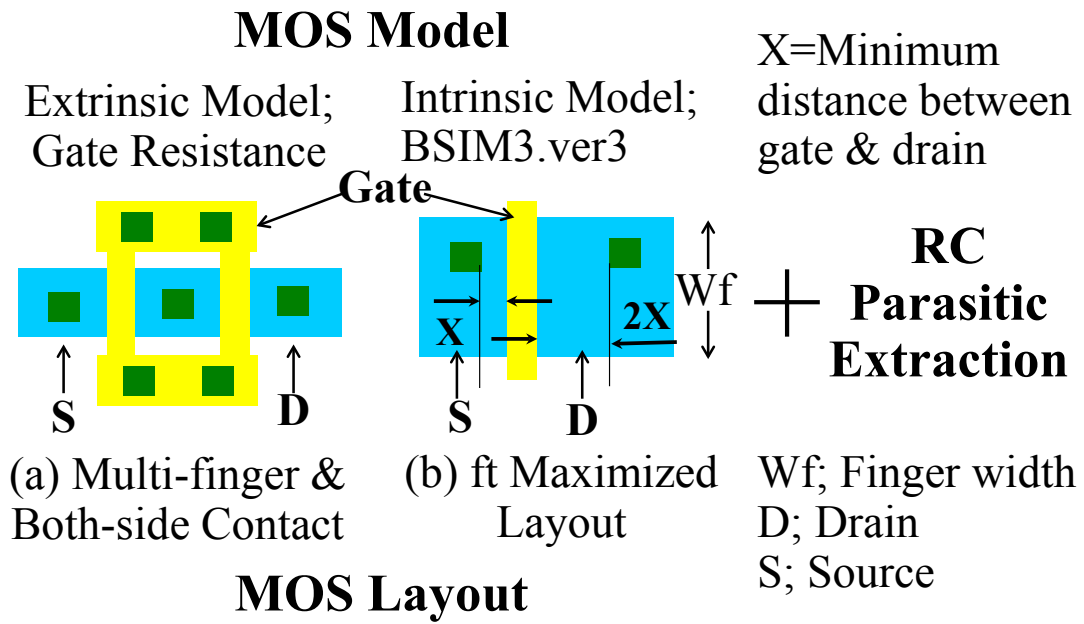 MOS Model
Extrinsic Model;
Gate Resistance
Intrinsic Model;
BSIM3.ver3
X=Minimum
distance between
gate & drain
Gate
X
2X
Wf
S
D
S
D
RC
Parasitic
Extraction
(a) Multi-finger &
Both-side Contact
(b) ft Maximized
Layout
Wf; Finger width
D; Drain
S; Source
MOS Layout